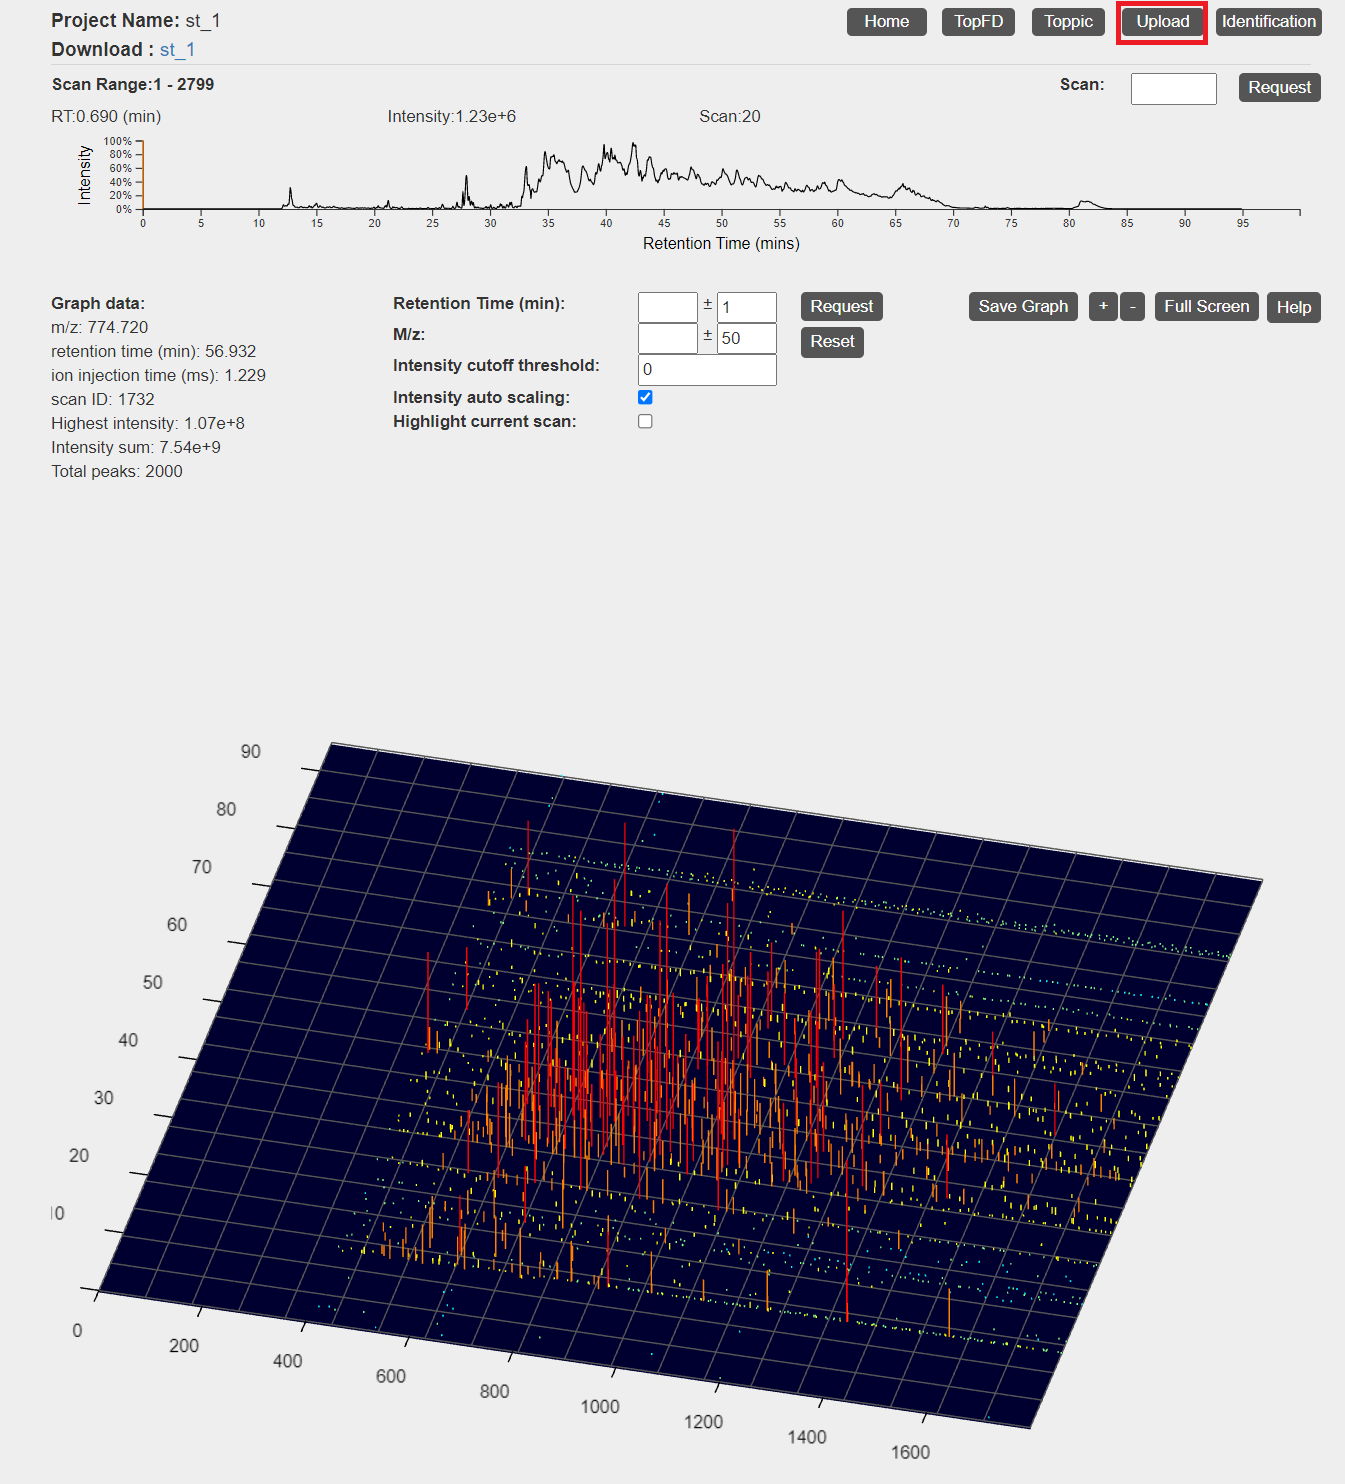 Project Name: st_1
Home TopFD Toppic Upload Identification
Download : st_1
Scan Range:1 - 2799
Scan:
Request
RT:0.690 (min) Intensity:1.23e+6 Scan:20
Intensity
100%
80%
60%
40%
20%
0%
0 5 10 15 20 25 30 35 40 45 50 55 60 65 70 75 80 85 90 95
Retention Time (mins)
Graph data:
m/z: 774.720
retention time (min): 56.932
ion injection time (ms): 1.229
scan ID: 1732
Highest intensity: 1.07e+8
Intensity sum: 7.54e+9
Total peaks: 2000
Retention Time (min): ± 1 Request
M/z: ± 50 Reset
Intensity cutoff threshold: 0
Intensity auto scaling:
Highlight current scan:
Save Graph + - Full Screen Help
90
80
70
60
50
40
30
20
10
0
200
400
600
800
1000
1200
1400
1600